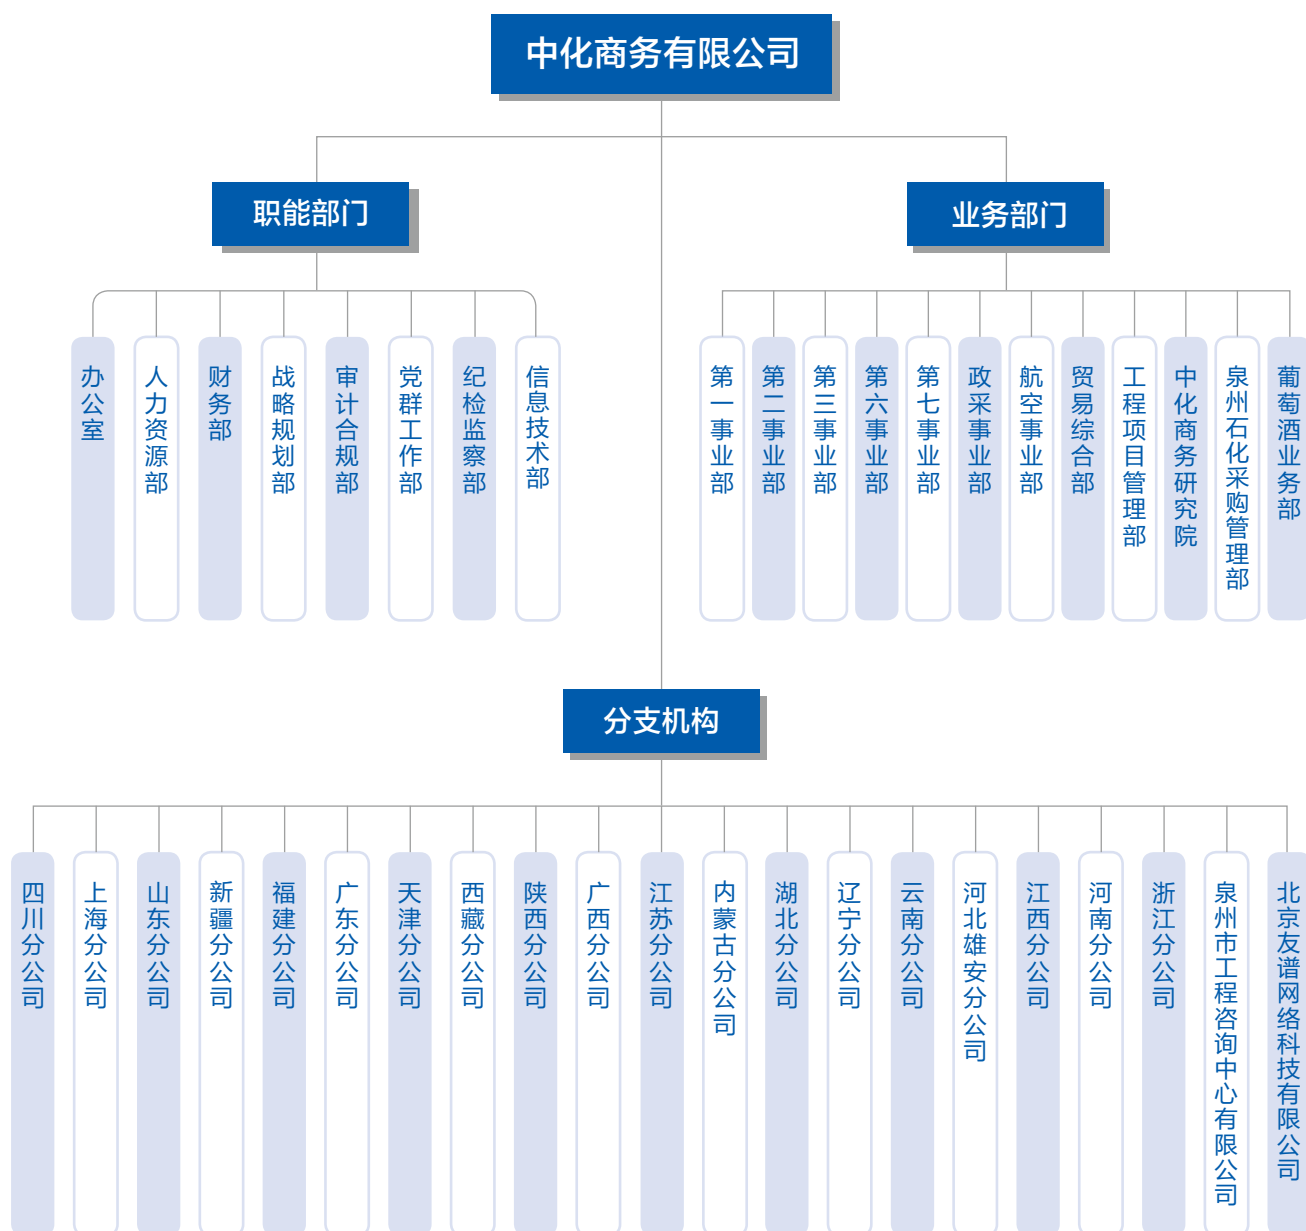 中化商务有限公司
职能部门
业务部门
办公室
人力资源部
财务部
战略规划部
审计合规部
党群工作部
纪检监察部
信息技术部
第一事业部
第二事业部
第三事业部
第六事业部
第七事业部
政采事业部
航空事业部
贸易综合部
工程项目管理部
中化商务研究院
泉州石化采购管理部
葡萄酒业务部
分支机构
四川分公司
上海分公司
山东分公司
新疆分公司
福建分公司
广东分公司
天津分公司
西藏分公司
陕西分公司
广西分公司
江苏分公司
内蒙古分公司
湖北分公司
辽宁分公司
云南分公司
河北雄安分公司
江西分公司
河南分公司
浙江分公司
泉州市工程咨询中心有限公司
北京友谱网络科技有限公司